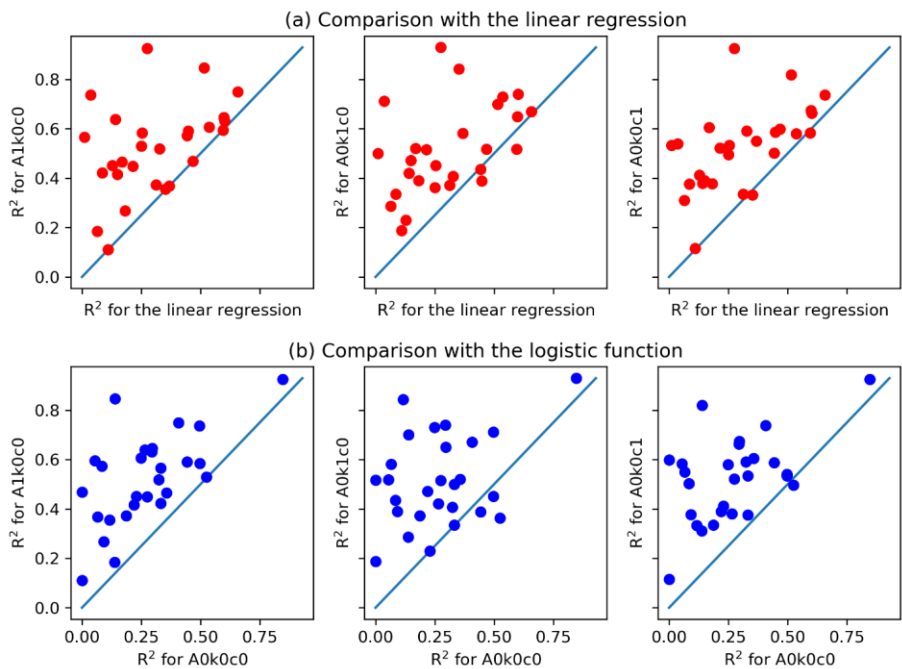 (a) Comparison with the linear regression
R² for A1k0c0
0.8
0.6
0.4
0.2
0.0
R² for A0k1c0
R² for A0k0c1
R² for the linear regression
R² for the linear regression
R² for the linear regression
(b) Comparison with the logistic function
R² for A1k0c0
0.8
0.6
0.4
0.2
0.0
R² for A0k1c0
R² for A0k0c1
0.00 0.25 0.50 0.75
0.00 0.25 0.50 0.75
0.00 0.25 0.50 0.75
R² for A0k0c0
R² for A0k0c0
R² for A0k0c0